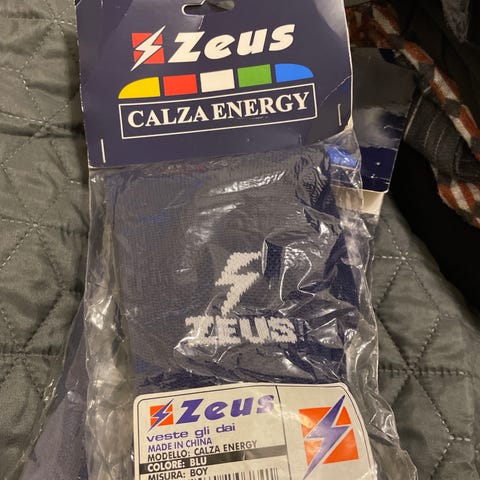 Zeus
CALZA ENERGY
ZEUS
Zeus
veste gli dai
MADE IN CHINA
MODELLO: CALZA ENERGY
COLORE: BLU
MISURA: BOY